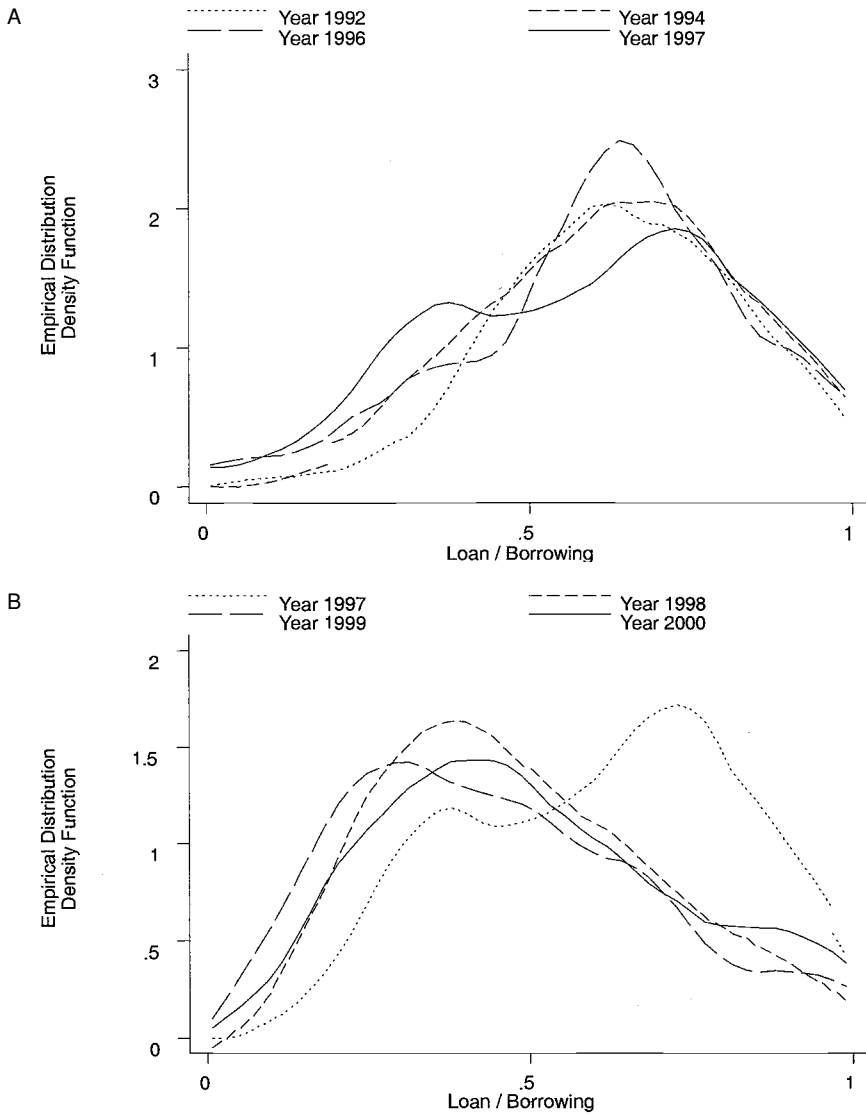 A
Year 1992
Year 1994
Year 1996
Year 1997
3
2
1
0
Empirical Distribution
Density Function
0
.5
1
Loan / Borrowing
B
Year 1997
Year 1998
Year 1999
Year 2000
2
1.5
1
.5
0
Empirical Distribution
Density Function
0
.5
1
Loan / Borrowing